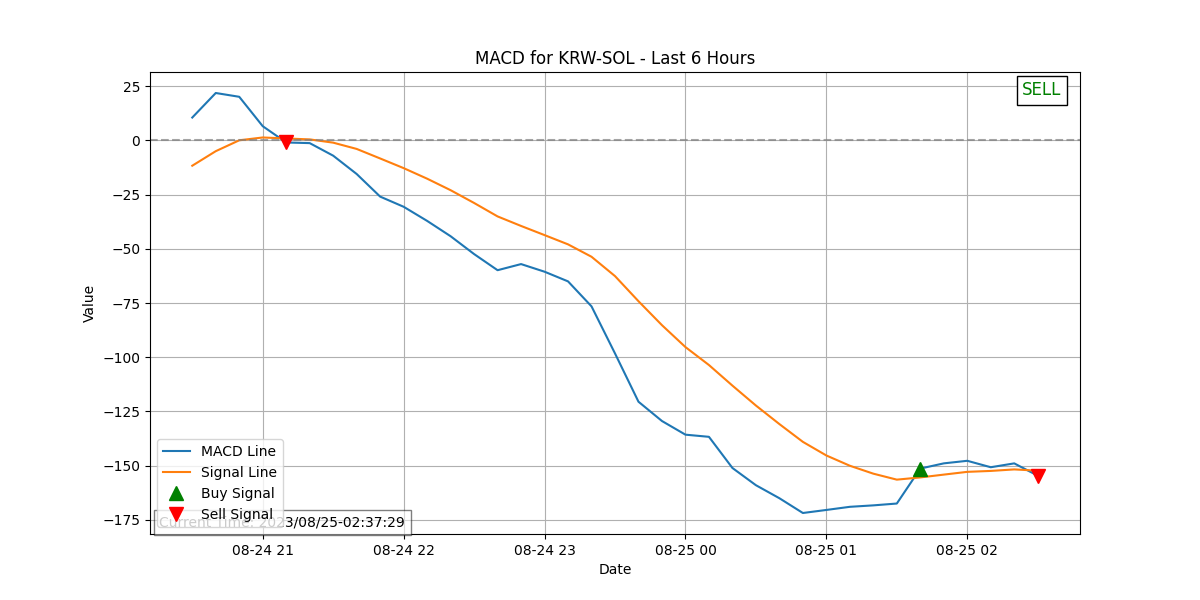 MACD for KRW-SOL - Last 6 Hours
SELL
25
0
−25
−50
−75
−100
−125
−150
−175
Value
MACD Line
Signal Line
Buy Signal
Sell Signal
Current Time: 2023/08/25-02:37:29
08-24 21
08-24 22
08-24 23
08-25 00
08-25 01
08-25 02
Date